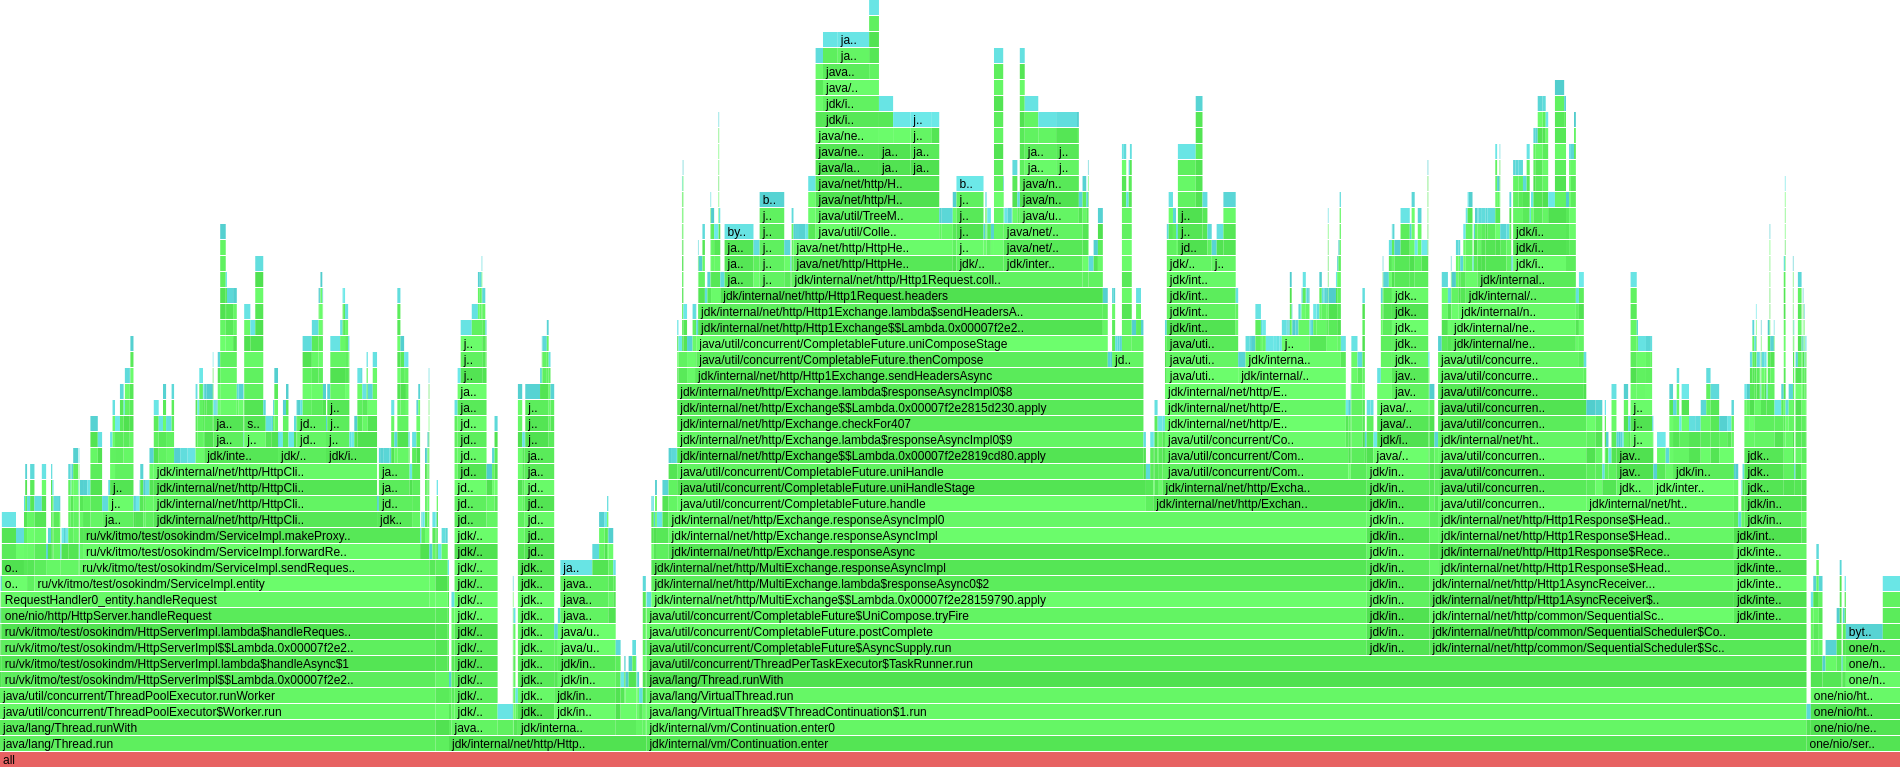 ja..
ja..
java..
java/..
jdk/i..
jdk/i.. j..
java/ne.. j..
java/ne.. ja.. ja.. ja.. j..
java/la.. ja.. ja.. ja.. j..
java/net/http/H.. b.. java/n..
b.. java/net/http/H.. j.. java/n..
j.. java/util/TreeM.. j.. java/u.. j..
by.. j.. java/util/Colle.. j.. java/net/.. j.. jdk/i..
ja.. j.. java/net/http/HttpHe.. j.. java/net/.. jd.. jdk/i..
ja.. j.. java/net/http/HttpHe.. jdk/.. jdk/inter.. jdk/.. j.. jdk/i..
ja.. j.. jdk/internal/net/http/Http1Request.coll.. jdk/int.. jdk/internal..
jdk/internal/net/http/Http1Request.headers jdk/int.. jdk.. jdk/internal/..
jdk/internal/net/http/Http1Exchange.lambda$sendHeadersA.. jdk/int.. jdk.. jdk/internal/n..
jdk/internal/net/http/Http1Exchange$$Lambda.0x00007f2e2.. jdk/int.. jdk.. jdk/internal/ne..
j.. java/util/concurrent/CompletableFuture.uniComposeStage java/uti.. j.. jdk.. jdk/internal/ne..
j.. java/util/concurrent/CompletableFuture.thenCompose jd.. java/uti.. jdk/interna.. jdk.. java/util/concurre..
j.. jdk/internal/net/http/Http1Exchange.sendHeadersAsync java/uti.. jdk/internal/.. jav.. java/util/concurre..
ja.. jdk/internal/net/http/Exchange.lambda$responseAsyncImpl0$8 jdk/internal/net/http/E.. jav.. java/util/concurre..
j.. ja.. j.. jdk/internal/net/http/Exchange$$Lambda.0x00007f2e2815d230.apply jdk/internal/net/http/E.. java/.. java/util/concurren.. j..
ja.. s.. jd.. j.. jd.. j.. jdk/internal/net/http/Exchange.checkFor407 jdk/internal/net/http/E.. java/.. java/util/concurren.. j..
ja.. j.. jd.. j.. jd.. j.. jdk/internal/net/http/Exchange.lambda$responseAsyncImpl0$9 java/util/concurrent/Co.. jdk/i.. jdk/internal/net/ht.. j..
jdk/inte.. jdk/.. jdk/i.. jd.. ja.. jdk/internal/net/http/Exchange$$Lambda.0x00007f2e2819cd80.apply java/util/concurrent/Com.. java/.. java/util/concurren.. jav.. jdk..
jdk/internal/net/http/HttpCli.. ja.. jd.. ja.. java/util/concurrent/CompletableFuture.uniHandle java/util/concurrent/Com.. jdk/in.. java/util/concurren.. jav.. jdk/in.. jdk..
j.. jdk/internal/net/http/HttpCli.. ja.. jd.. jd.. java/util/concurrent/CompletableFuture.uniHandleStage jdk/internal/net/http/Excha.. jdk/in.. java/util/concurren.. jdk.. jdk/inter.. jdk..
j.. jdk/internal/net/http/HttpCli.. jd.. jd.. jd.. java/util/concurrent/CompletableFuture.handle jdk/internal/net/http/Exchan.. jdk/in.. java/util/concurren.. jdk/internal/net/ht.. jdk/in..
ja.. jdk/internal/net/http/HttpCli.. jdk.. jd.. jd.. jdk/internal/net/http/Exchange.responseAsyncImpl0 jdk/in.. jdk/internal/net/http/Http1Response$Head.. jdk/in..
ru/vk/itmo/test/osokindm/ServiceImpl.makeProxy.. jdk/.. jd.. jdk/internal/net/http/Exchange.responseAsyncImpl jdk/in.. jdk/internal/net/http/Http1Response$Head.. jdk/int..
ru/vk/itmo/test/osokindm/ServiceImpl.forwardRe.. jdk/.. jd.. jdk/internal/net/http/Exchange.responseAsync jdk/in.. jdk/internal/net/http/Http1Response$Rece.. jdk/inte..
o.. ru/vk/itmo/test/osokindm/ServiceImpl.sendReques.. jdk/.. jdk.. ja.. jdk/internal/net/http/MultiExchange.responseAsyncImpl jdk/in.. jdk/internal/net/http/Http1Response$Head.. jdk/inte..
o.. ru/vk/itmo/test/osokindm/ServiceImpl.entity jdk/.. jdk.. java.. jdk/internal/net/http/MultiExchange.lambda$responseAsync0$2 jdk/in.. jdk/internal/net/http/Http1AsyncReceiver... jdk/inte..
RequestHandler0_entity.handleRequest jdk/.. jdk.. java.. jdk/internal/net/http/MultiExchange$$Lambda.0x00007f2e28159790.apply jdk/in.. jdk/internal/net/http/Http1AsyncReceiver$.. jdk/inte..
one/nio/http/HttpServer.handleRequest jdk/.. jdk.. java.. java/util/concurrent/CompletableFuture$UniCompose.tryFire jdk/in.. jdk/internal/net/http/common/SequentialSc.. jdk/inte..
ru/vk/itmo/test/osokindm/HttpServerImpl.lambda$handleReques.. jdk/.. jdk.. java/u.. java/util/concurrent/CompletableFuture.postComplete jdk/in.. jdk/internal/net/http/common/SequentialScheduler$Co.. byt..
ru/vk/itmo/test/osokindm/HttpServerImpl$$Lambda.0x00007f2e2.. jdk/.. jdk.. java/u.. java/util/concurrent/CompletableFuture$AsyncSupply.run jdk/in.. jdk/internal/net/http/common/SequentialScheduler$Sc.. one/n..
ru/vk/itmo/test/osokindm/HttpServerImpl.lambda$handleAsync$1 jdk/.. jdk.. jdk/in.. java/util/concurrent/ThreadPerTaskExecutor$TaskRunner.run one/n..
ru/vk/itmo/test/osokindm/HttpServerImpl$$Lambda.0x00007f2e2.. jdk/.. jdk.. jdk/in.. java/lang/Thread.runWith one/n..
java/util/concurrent/ThreadPoolExecutor.runWorker jdk/.. jdk.. jdk/in.. java/lang/VirtualThread.run one/nio/ht..
java/util/concurrent/ThreadPoolExecutor$Worker.run jdk/.. jdk.. jdk/in.. java/lang/VirtualThread$VThreadContinuation$1.run one/nio/ht..
java/lang/Thread.runWith java.. jdk/interna.. jdk/internal/vm/Continuation.enter0 one/nio/ne..
java/lang/Thread.run jdk/internal/net/http/Http.. jdk/internal/vm/Continuation.enter one/nio/ser..
all